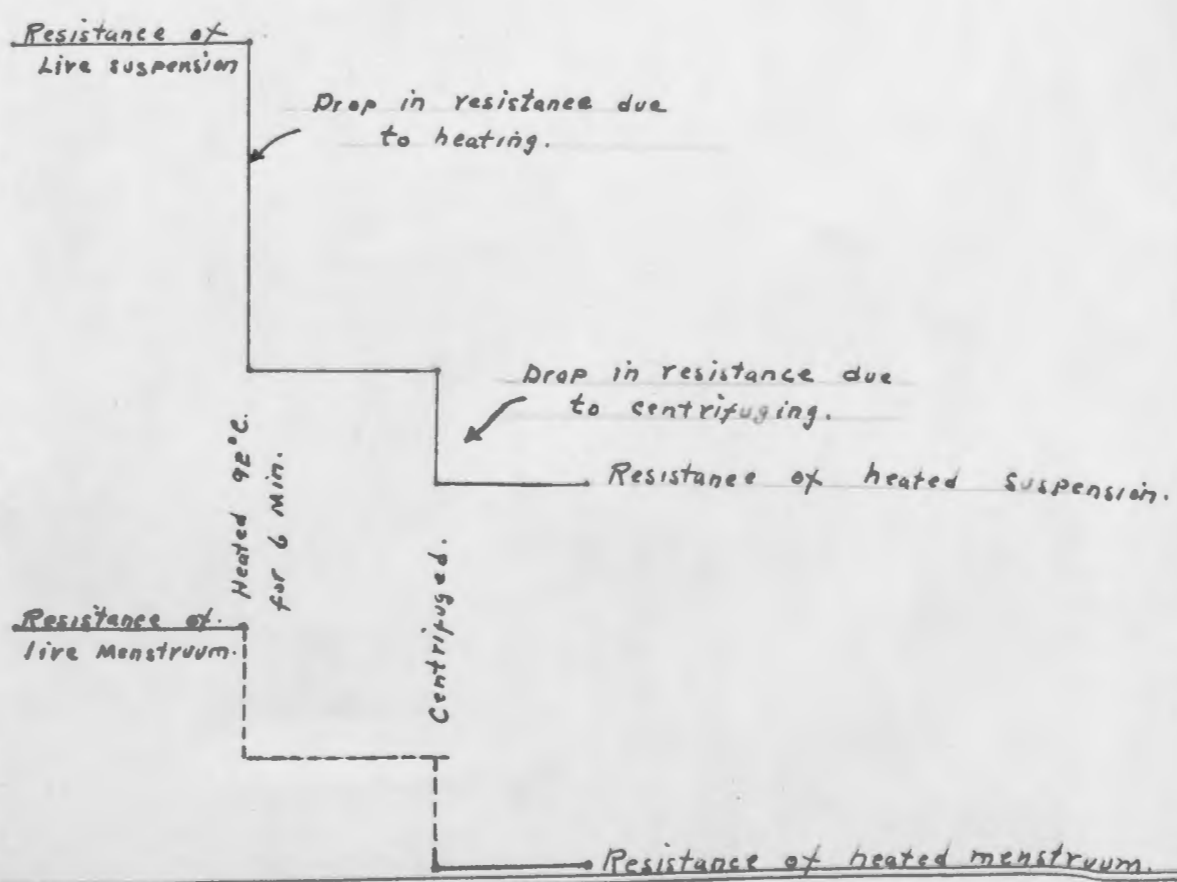 Resistance of
Live suspension
Drop in resistance due
to heating.
Drop in resistance due
to centrifuging.
Resistance of heated suspension.
Heated 92°C.
for 6 Min.
Centrifuged.
Resistance of
live Menstruum.
Resistance of heated menstruum.